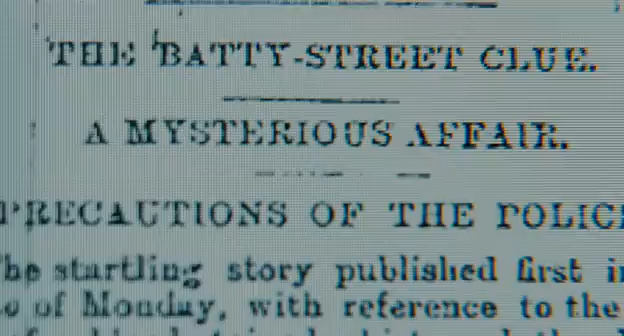 THE BATTY-STREET CLUE.
A MYSTERIOUS AFFAIR.
PRECAUTIONS OF THE POLICE
The startling story published first in
of Monday, with reference to the